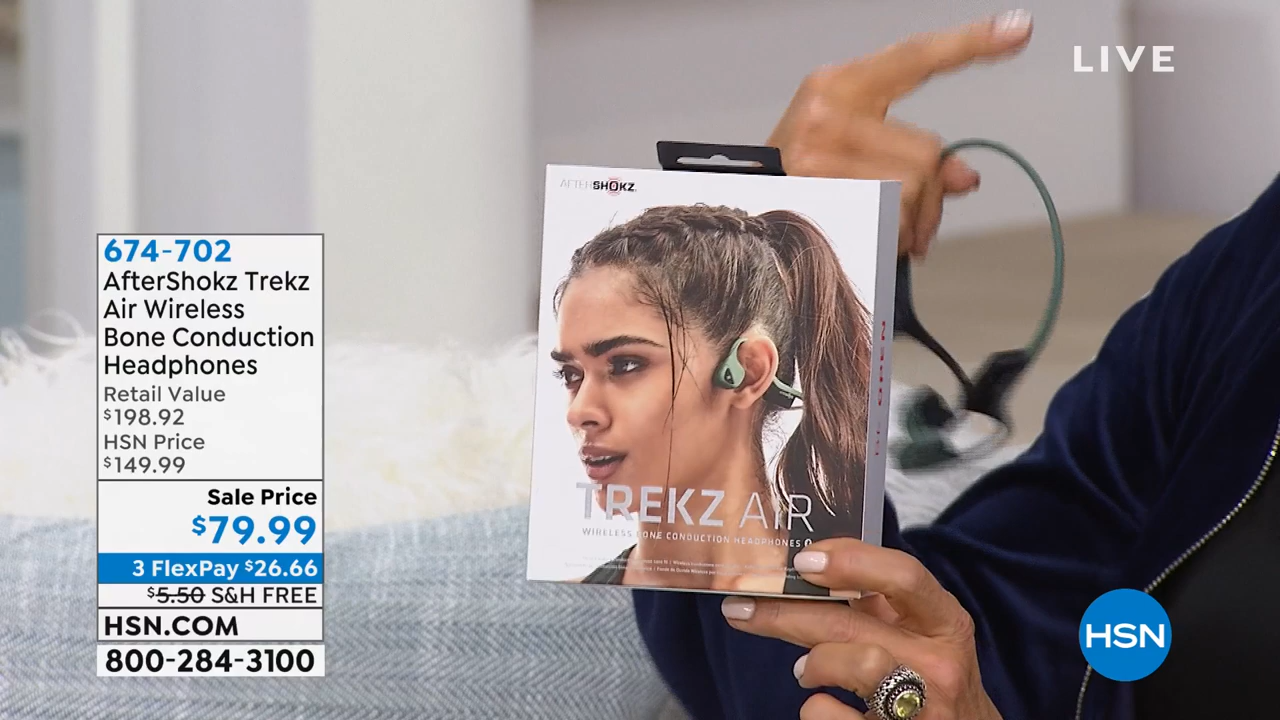 LIVE
674-702
AfterShokz Trekz
Air Wireless
Bone Conduction
Headphones
Retail Value
$198.92
HSN Price
$149.99
Sale Price
$79.99
3 FlexPay $26.66
$5.50 S&H FREE
HSN.COM
800-284-3100
AFTERSHOKZ
TREKZ AIR
WIRELESS BONE CONDUCTION HEADPHONES
HSN